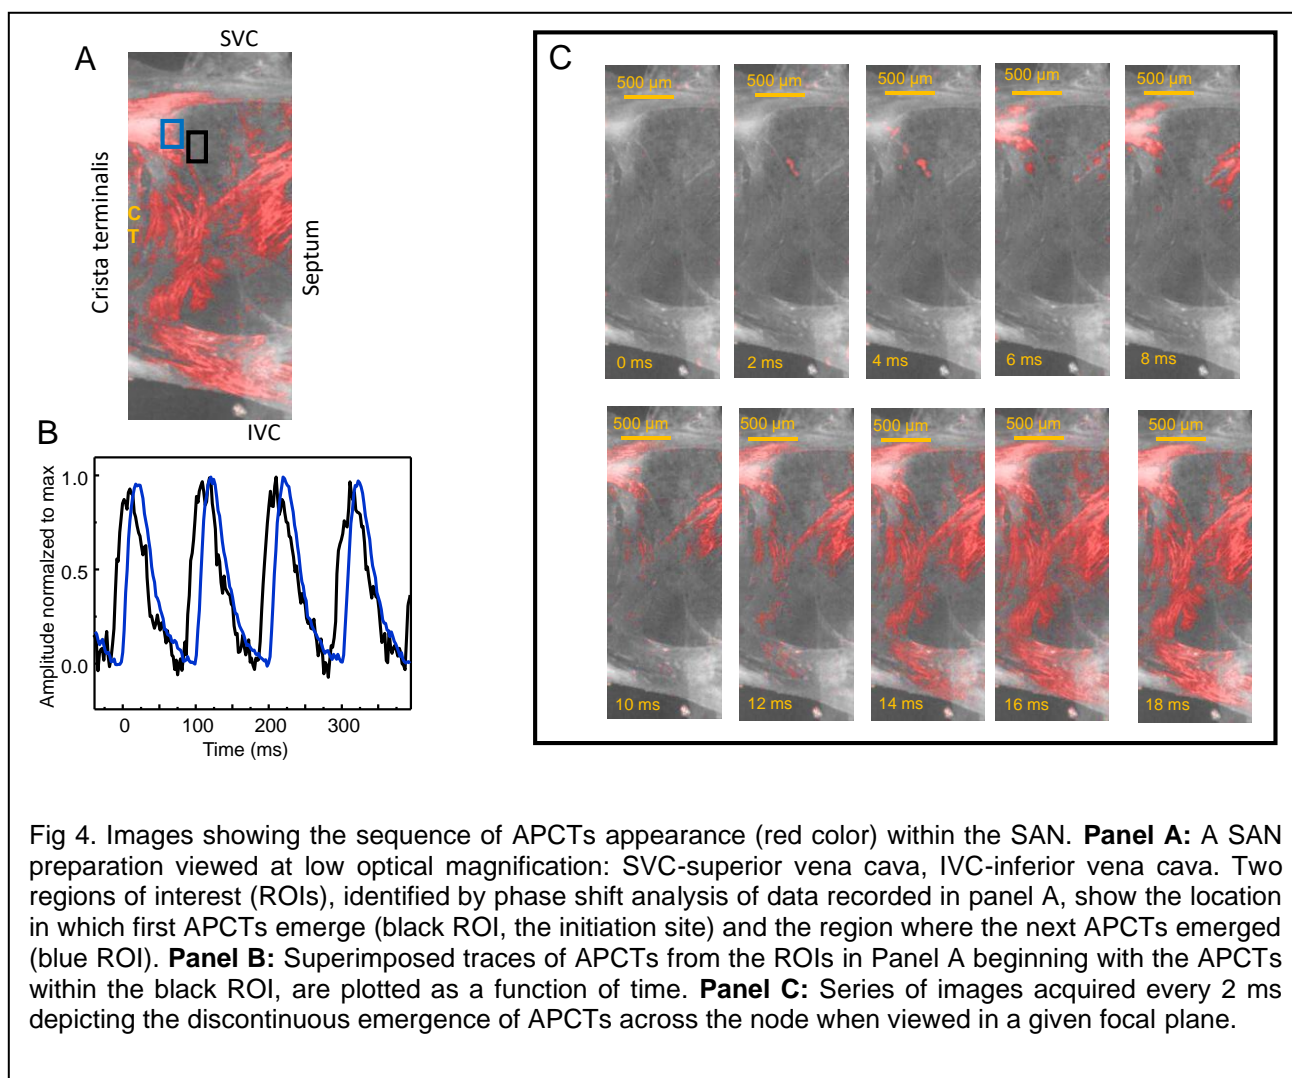 A
SVC
Crista terminalis
C
T
Septum
IVC
B
Amplitude normalized to max
1.0
0.5
0.0
0 100 200 300
Time (ms)
C
500 µm 500 µm 500 µm 500 µm 500 µm
0 ms 2 ms 4 ms 6 ms 8 ms
500 µm 500 µm 500 µm 500 µm 500 µm
10 ms 12 ms 14 ms 16 ms 18 ms
Fig 4. Images showing the sequence of APCTs appearance (red color) within the SAN. Panel A: A SAN
preparation viewed at low optical magnification: SVC-superior vena cava, IVC-inferior vena cava. Two
regions of interest (ROIs), identified by phase shift analysis of data recorded in panel A, show the location
in which first APCTs emerge (black ROI, the initiation site) and the region where the next APCTs emerged
(blue ROI). Panel B: Superimposed traces of APCTs from the ROIs in Panel A beginning with the APCTs
within the black ROI, are plotted as a function of time. Panel C: Series of images acquired every 2 ms
depicting the discontinuous emergence of APCTs across the node when viewed in a given focal plane.